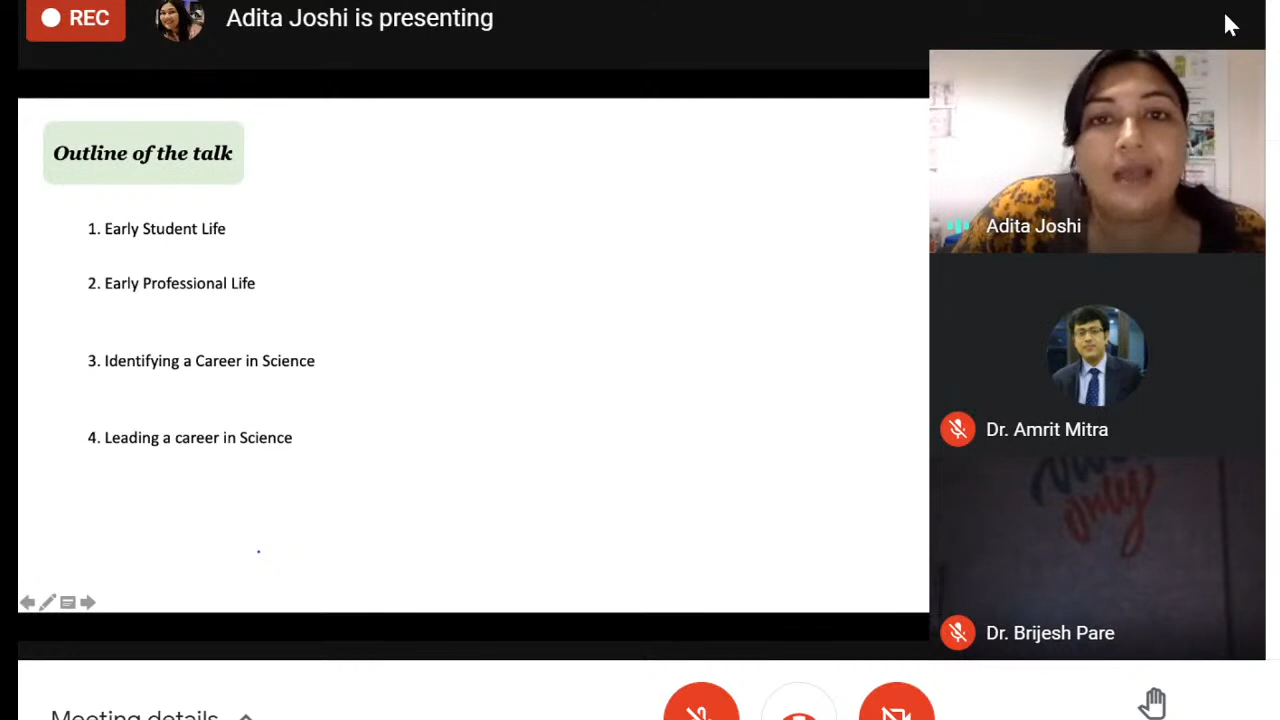 REC
Adita Joshi is presenting
Outline of the talk
1. Early Student Life
2. Early Professional Life
3. Identifying a Career in Science
4. Leading a career in Science
Adita Joshi
Dr. Amrit Mitra
only
Dr. Brijesh Pare
Meeting details